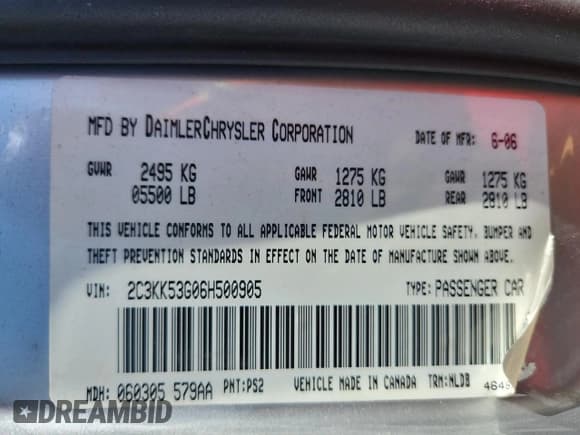 MFD BY DAIMLERCHRYSLER CORPORATION DATE OF MFR: 6-06
GVWR 2495 KG GAWR 1275 KG GAWR 1275 KG
05500 LB FRONT 2810 LB REAR 2810 LB
THIS VEHICLE CONFORMS TO ALL APPLICABLE FEDERAL MOTOR VEHICLE SAFETY, BUMPER AND
THEFT PREVENTION STANDARDS IN EFFECT ON THE DATE OF MANUFACTURE SHOWN ABOVE.
VIN: 2C3KK53G06H500905 TYPE: PASSENGER CAR
MDH: 060305 579AA PNT: PS2 VEHICLE MADE IN CANADA TRM: NLDB
DREAMBID